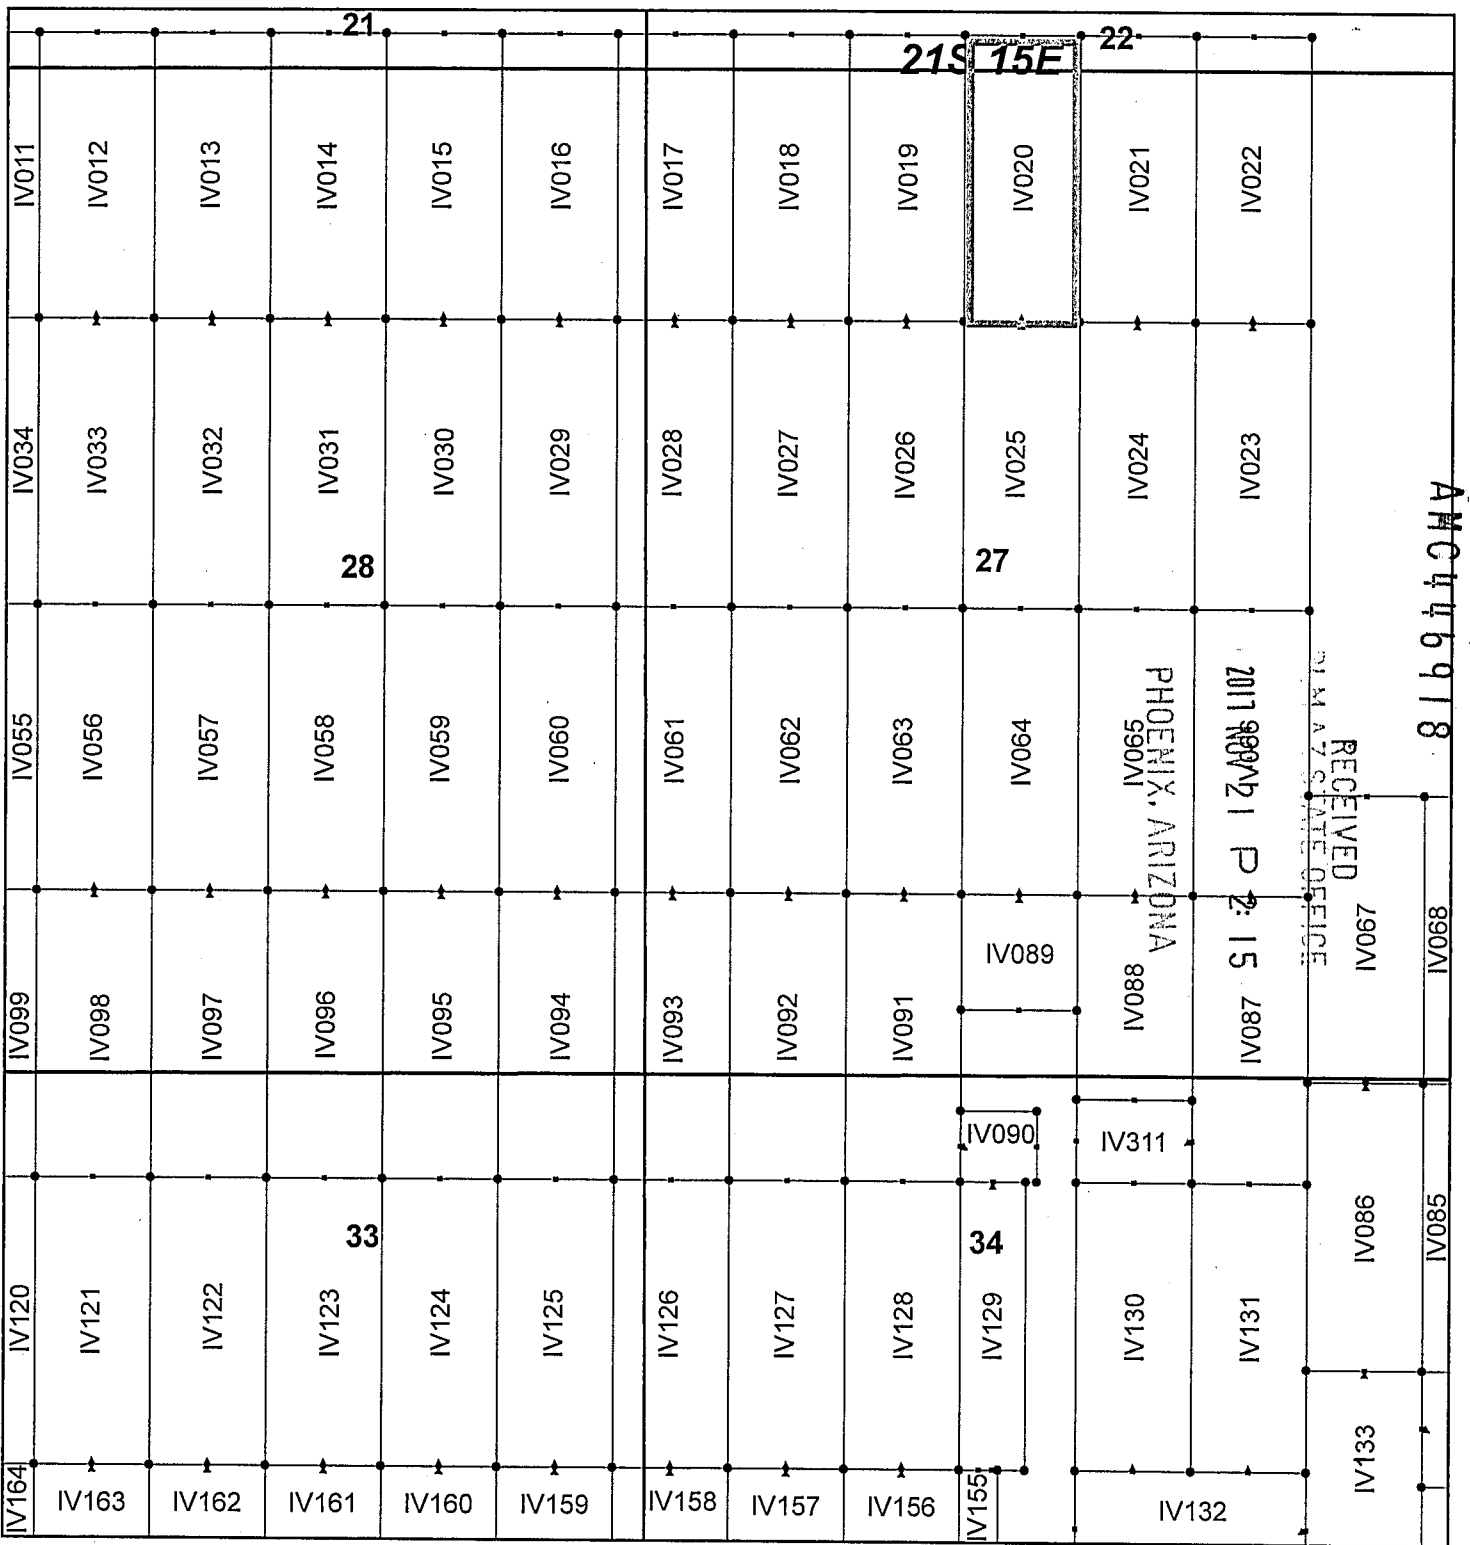 21 22
21S 15E
IV011 IV012 IV013 IV014 IV015 IV016 IV017 IV018 IV019 IV020 IV021 IV022
IV034 IV033 IV032 IV031 IV030 IV029 IV028 IV027 IV026 IV025 IV024 IV023
28 27
AMC446918
RECEIVED
STATE OFFICE
2011 NOV 21 P 2: 15
PHOENIX, ARIZONA
IV055 IV056 IV057 IV058 IV059 IV060 IV061 IV062 IV063 IV064 IV065 IV066
IV067 IV068
IV089
IV099 IV098 IV097 IV096 IV095 IV094 IV093 IV092 IV091 IV088 IV087
IV090 IV311
IV086 IV085
33 34
IV120 IV121 IV122 IV123 IV124 IV125 IV126 IV127 IV128 IV129 IV130 IV131
IV133
IV164 IV163 IV162 IV161 IV160 IV159 IV158 IV157 IV156 IV155 IV132